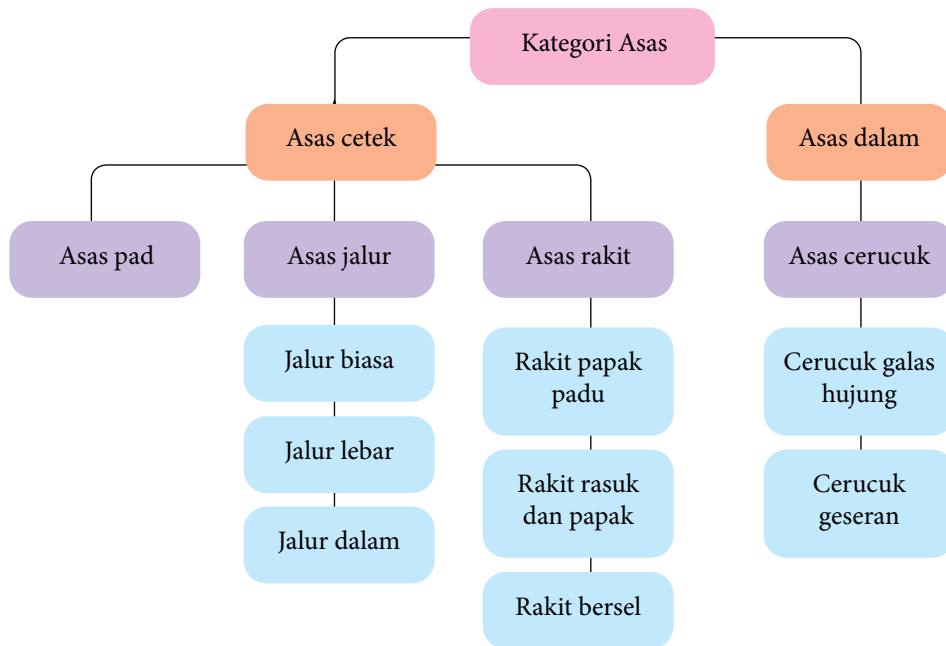 Kategori Asas
Asas cetek
Asas dalam
Asas pad
Asas jalur
Asas rakit
Asas cerucuk
Jalur biasa
Jalur lebar
Jalur dalam
Rakit papak
padu
Rakit rasuk
dan papak
Rakit bersel
Cerucuk galas
hujung
Cerucuk
geseran